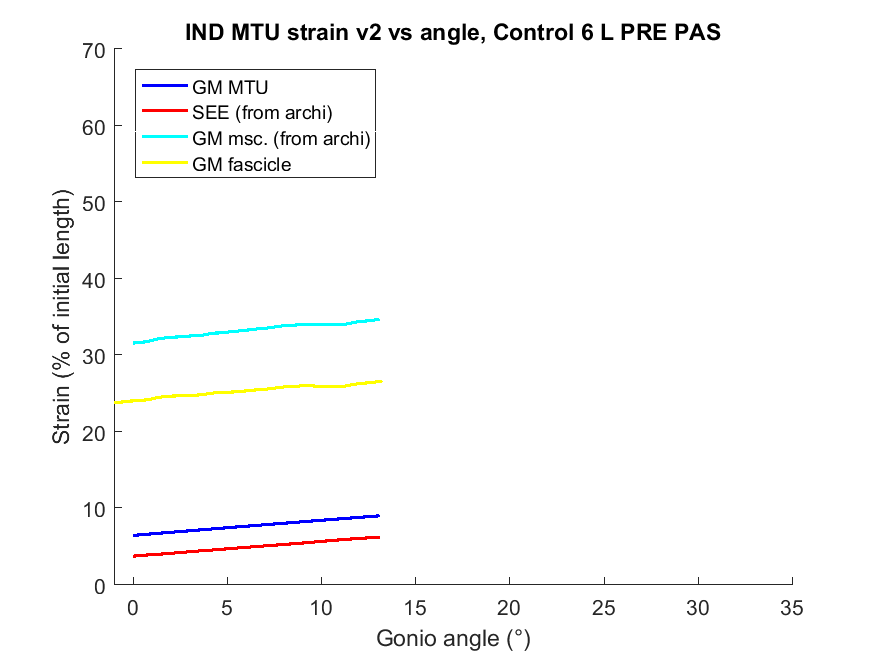 IND MTU strain v2 vs angle, Control 6 L PRE PAS
GM MTU
SEE (from archi)
GM msc. (from archi)
GM fascicle
Strain (% of initial length)
70
60
50
40
30
20
10
0
0 5 10 15 20 25 30 35
Gonio angle (°)